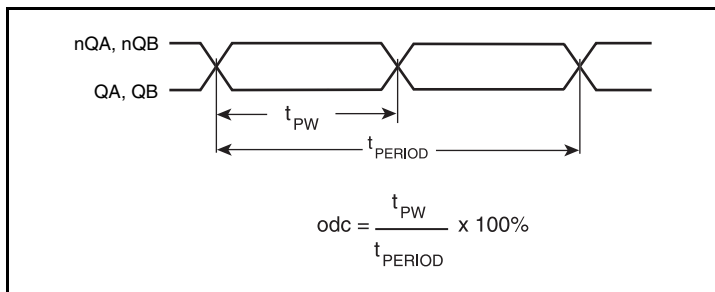 nQA, nQB
QA, QB
tPW
tPERIOD
odc = tPW / tPERIOD x 100%